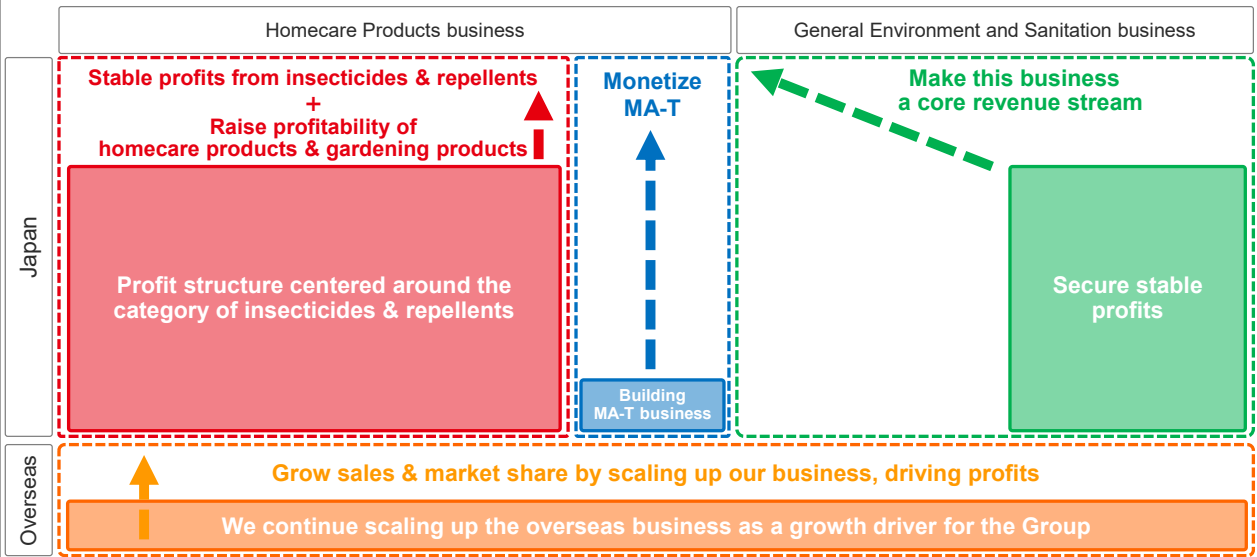 Homecare Products business
General Environment and Sanitation business
Japan
Stable profits from insecticides & repellents
+
Raise profitability of
homecare products & gardening products
Profit structure centered around the
category of insecticides & repellents
Monetize
MA-T
Building
MA-T business
Make this business
a core revenue stream
Secure stable
profits
Overseas
Grow sales & market share by scaling up our business, driving profits
We continue scaling up the overseas business as a growth driver for the Group